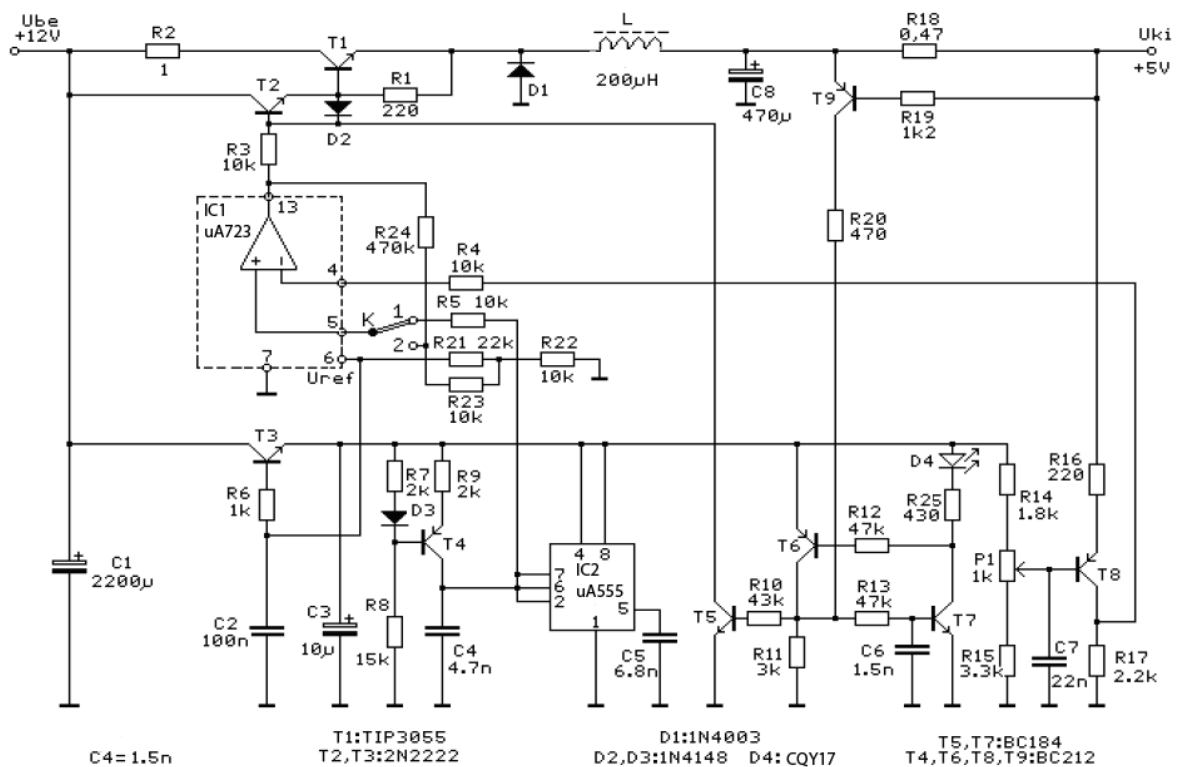 Ube
+12V
R2
1
T1
L
200µH
R18
0,47
Uki
+5V
T2
R1
220
D1
C8
470µ
T9
R19
1k2
D2
R3
10k
IC1
uA723
13
R24
470k
R20
470
+
-
4
R4
10k
5
K
1
R5 10k
2
7
6
Uref
R21 22k
R22
10k
R23
10k
T3
R6
1k
R7
2k
R9
2k
D3
T4
4
8
IC2
uA555
7
6
2
5
1
D4
R25
430
R14
1.8k
R16
220
R12
47k
T6
P1
1k
T8
C1
2200µ
R10
43k
R13
47k
T5
T7
C2
100n
C3
10µ
R8
15k
C4
4.7n
C5
6.8n
R11
3k
C6
1.5n
R15
3.3k
C7
22n
R17
2.2k
C4=1.5n
T1:TIP3055
T2,T3:2N2222
D1:1N4003
D2,D3:1N4148 D4: CQY17
T5,T7:BC184
T4,T6,T8,T9:BC212